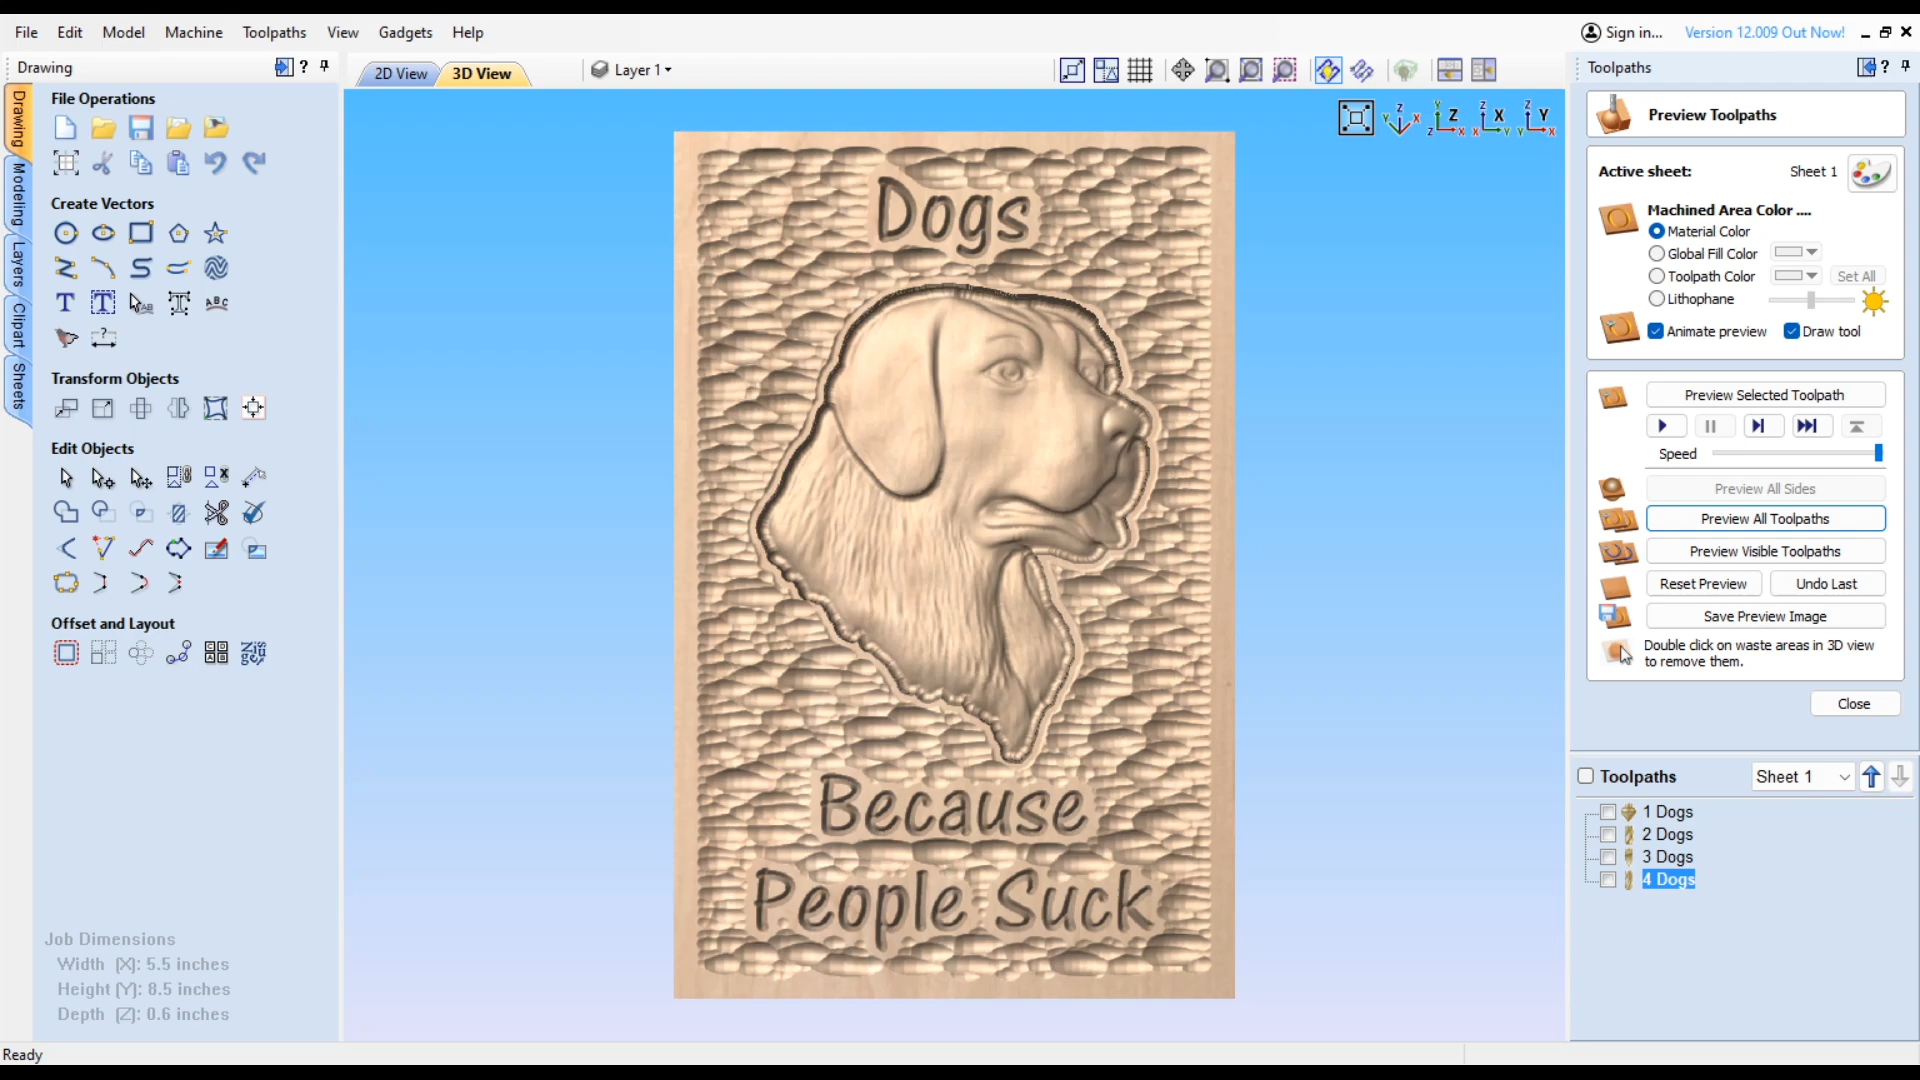 File Edit Model Machine Toolpaths View Gadgets Help
Sign in... Version 12.009 Out Now!
Drawing
2D View
3D View
Layer 1
Toolpaths
Drawing
Modeling
Layers
Clipart
Sheets
File Operations
Create Vectors
Transform Objects
Edit Objects
Offset and Layout
Job Dimensions
Width (X): 5.5 inches
Height (Y): 8.5 inches
Depth (Z): 0.6 inches
Ready
Dogs
Because
People Suck
Preview Toolpaths
Active sheet: Sheet 1
Machined Area Color ....
Material Color
Global Fill Color
Toolpath Color Set All
Lithophane
Animate preview Draw tool
Preview Selected Toolpath
Speed
Preview All Sides
Preview All Toolpaths
Preview Visible Toolpaths
Reset Preview Undo Last
Save Preview Image
Double click on waste areas in 3D view
to remove them.
Close
Toolpaths Sheet 1
1 Dogs
2 Dogs
3 Dogs
4 Dogs